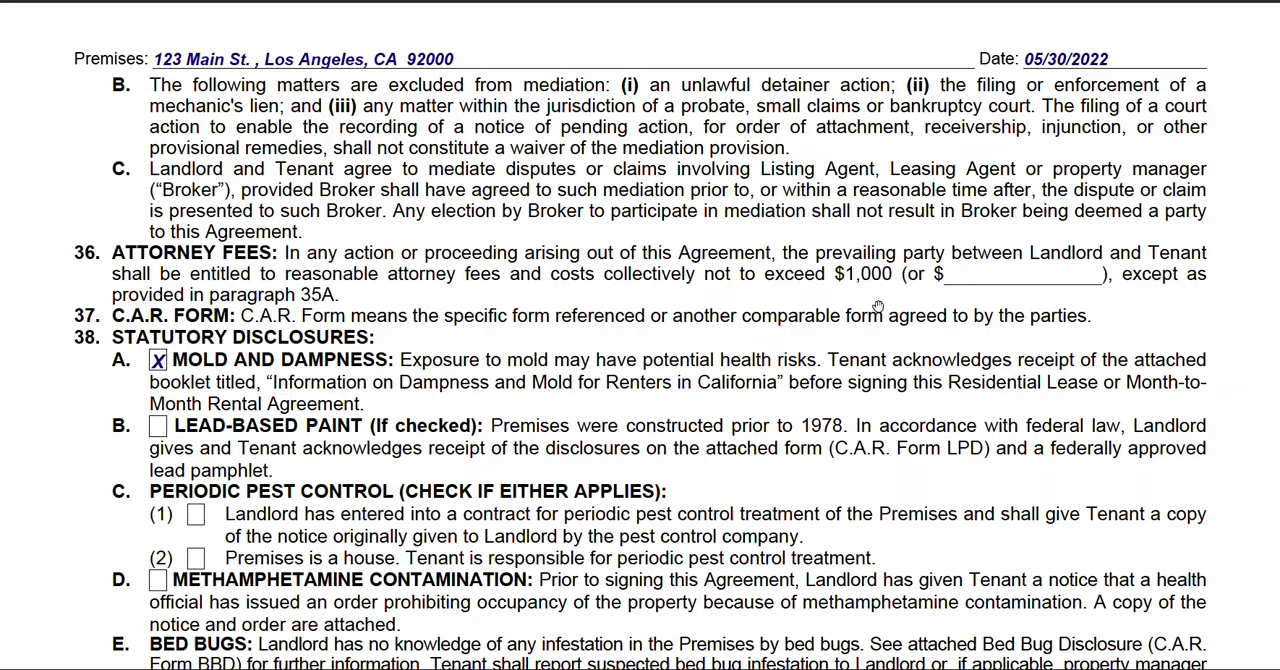 Premises: 123 Main St. , Los Angeles, CA 92000 Date: 05/30/2022
B. The following matters are excluded from mediation: (i) an unlawful detainer action; (ii) the filing or enforcement of a
mechanic's lien; and (iii) any matter within the jurisdiction of a probate, small claims or bankruptcy court. The filing of a court
action to enable the recording of a notice of pending action, for order of attachment, receivership, injunction, or other
provisional remedies, shall not constitute a waiver of the mediation provision.
C. Landlord and Tenant agree to mediate disputes or claims involving Listing Agent, Leasing Agent or property manager
(“Broker”), provided Broker shall have agreed to such mediation prior to, or within a reasonable time after, the dispute or claim
is presented to such Broker. Any election by Broker to participate in mediation shall not result in Broker being deemed a party
to this Agreement.
36. ATTORNEY FEES: In any action or proceeding arising out of this Agreement, the prevailing party between Landlord and Tenant
shall be entitled to reasonable attorney fees and costs collectively not to exceed $1,000 (or $______________), except as
provided in paragraph 35A.
37. C.A.R. FORM: C.A.R. Form means the specific form referenced or another comparable form agreed to by the parties.
38. STATUTORY DISCLOSURES:
A. X MOLD AND DAMPNESS: Exposure to mold may have potential health risks. Tenant acknowledges receipt of the attached
booklet titled, “Information on Dampness and Mold for Renters in California” before signing this Residential Lease or Month-to-
Month Rental Agreement.
B. LEAD-BASED PAINT (If checked): Premises were constructed prior to 1978. In accordance with federal law, Landlord
gives and Tenant acknowledges receipt of the disclosures on the attached form (C.A.R. Form LPD) and a federally approved
lead pamphlet.
C. PERIODIC PEST CONTROL (CHECK IF EITHER APPLIES):
(1) Landlord has entered into a contract for periodic pest control treatment of the Premises and shall give Tenant a copy
of the notice originally given to Landlord by the pest control company.
(2) Premises is a house. Tenant is responsible for periodic pest control treatment.
D. METHAMPHETAMINE CONTAMINATION: Prior to signing this Agreement, Landlord has given Tenant a notice that a health
official has issued an order prohibiting occupancy of the property because of methamphetamine contamination. A copy of the
notice and order are attached.
E. BED BUGS: Landlord has no knowledge of any infestation in the Premises by bed bugs. See attached Bed Bug Disclosure (C.A.R.
Form BBD) for further information. Tenant shall report suspected bed bug infestation to Landlord or, if applicable, property manager